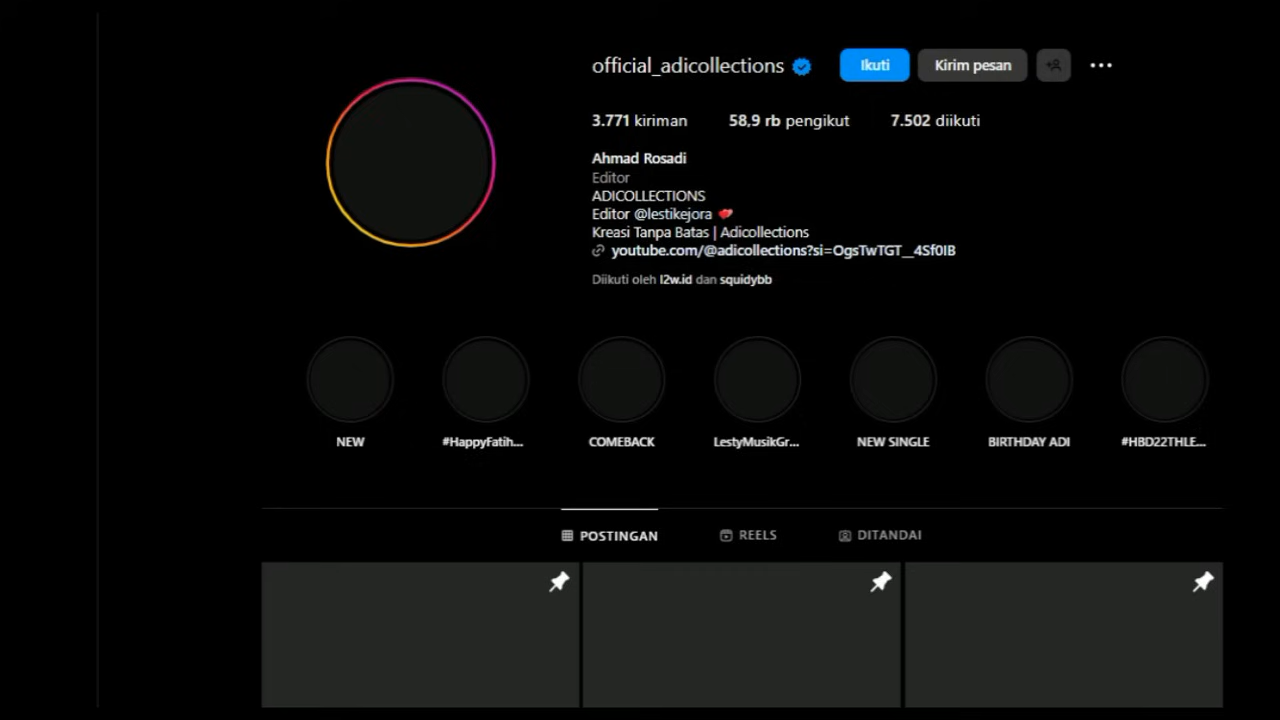 official_adicollections Ikuti Kirim pesan
3.771 kiriman 58,9 rb pengikut 7.502 diikuti
Ahmad Rosadi
Editor
ADICOLLECTIONS
Editor @lestikejora
Kreasi Tanpa Batas | Adicollections
youtube.com/@adicollections?si=OgsTwTGT__4Sf0IB
Diikuti oleh l2w.id dan squidybb
NEW #HappyFatih... COMEBACK LestyMusikGr... NEW SINGLE BIRTHDAY ADI #HBD22THLE...
POSTINGAN REELS DITANDAI